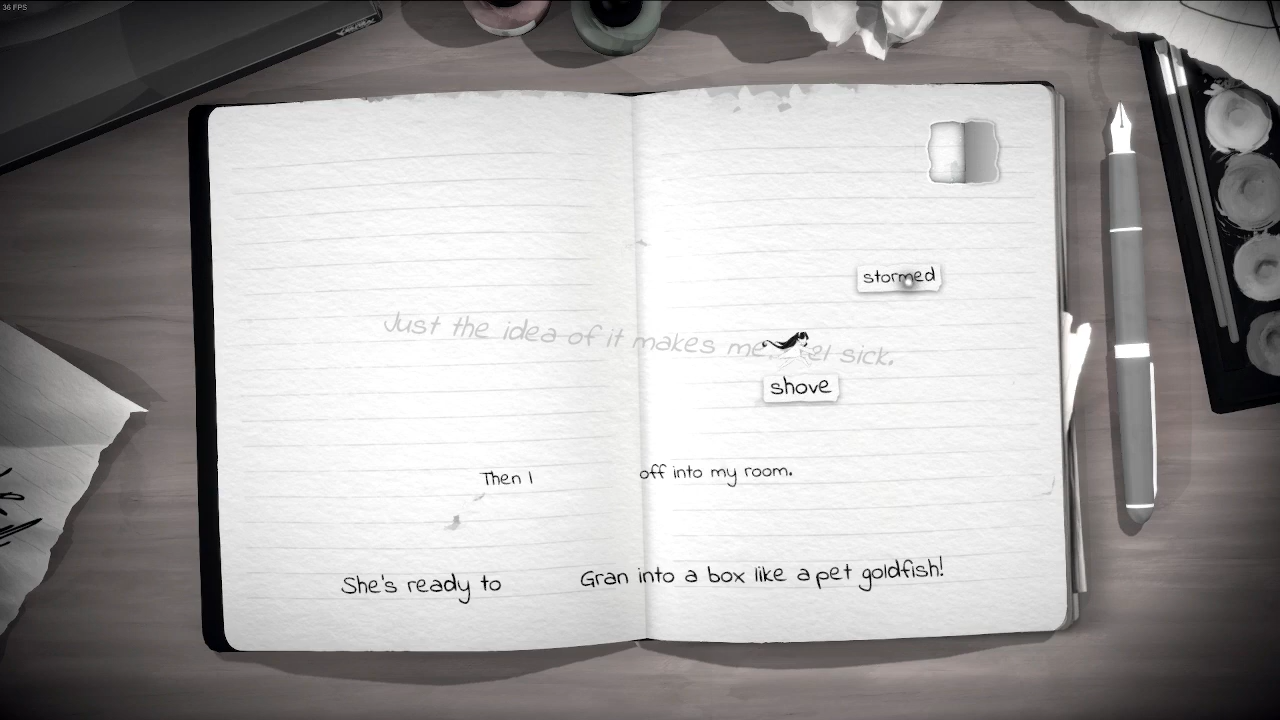 36 FPS
stormed
Just the idea of it makes me sick.
shove
Then I off into my room.
She's ready to Gran into a box like a pet goldfish!